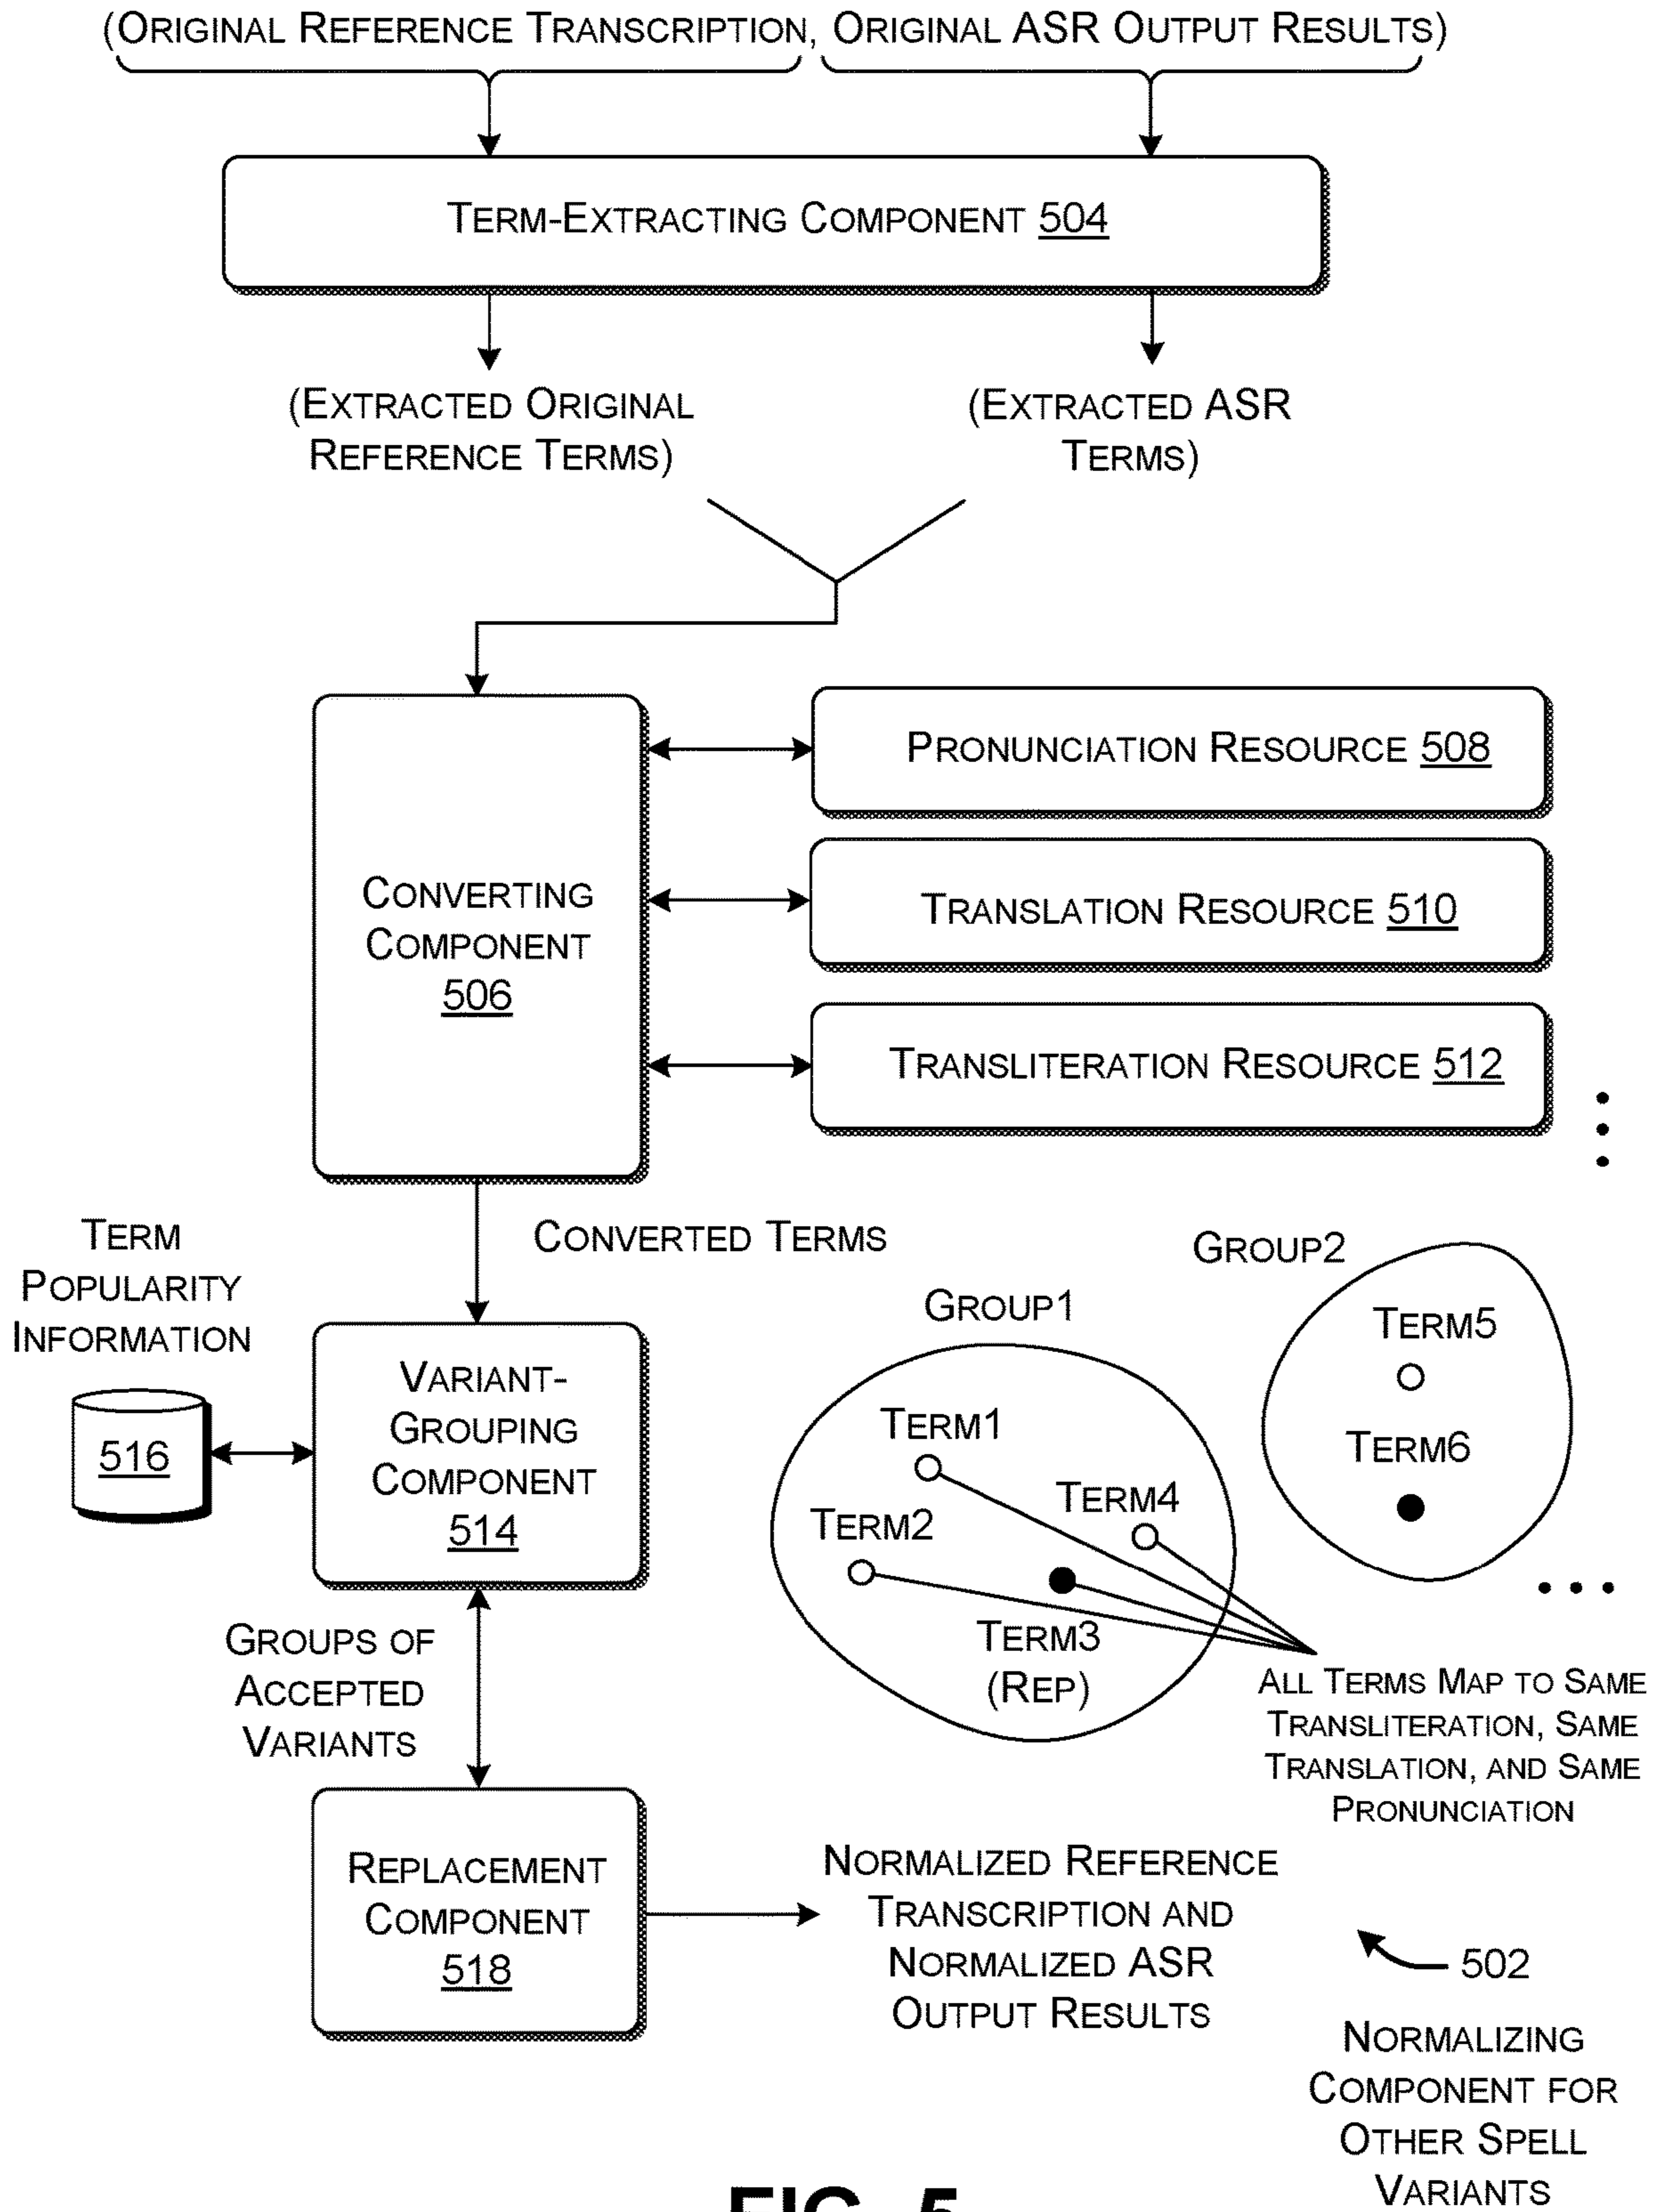 (ORIGINAL REFERENCE TRANSCRIPTION, ORIGINAL ASR OUTPUT RESULTS)
TERM-EXTRACTING COMPONENT 504
(EXTRACTED ORIGINAL
REFERENCE TERMS)
(EXTRACTED ASR
TERMS)
CONVERTING
COMPONENT
506
PRONUNCIATION RESOURCE 508
TRANSLATION RESOURCE 510
TRANSLITERATION RESOURCE 512
CONVERTED TERMS
TERM
POPULARITY
INFORMATION
516
VARIANT-
GROUPING
COMPONENT
514
GROUP1
TERM1
TERM2
TERM4
TERM3
(REP)
GROUP2
TERM5
TERM6
ALL TERMS MAP TO SAME
TRANSLITERATION, SAME
TRANSLATION, AND SAME
PRONUNCIATION
GROUPS OF
ACCEPTED
VARIANTS
REPLACEMENT
COMPONENT
518
NORMALIZED REFERENCE
TRANSCRIPTION AND
NORMALIZED ASR
OUTPUT RESULTS
502
NORMALIZING
COMPONENT FOR
OTHER SPELL
VARIANTS
FIG. 5